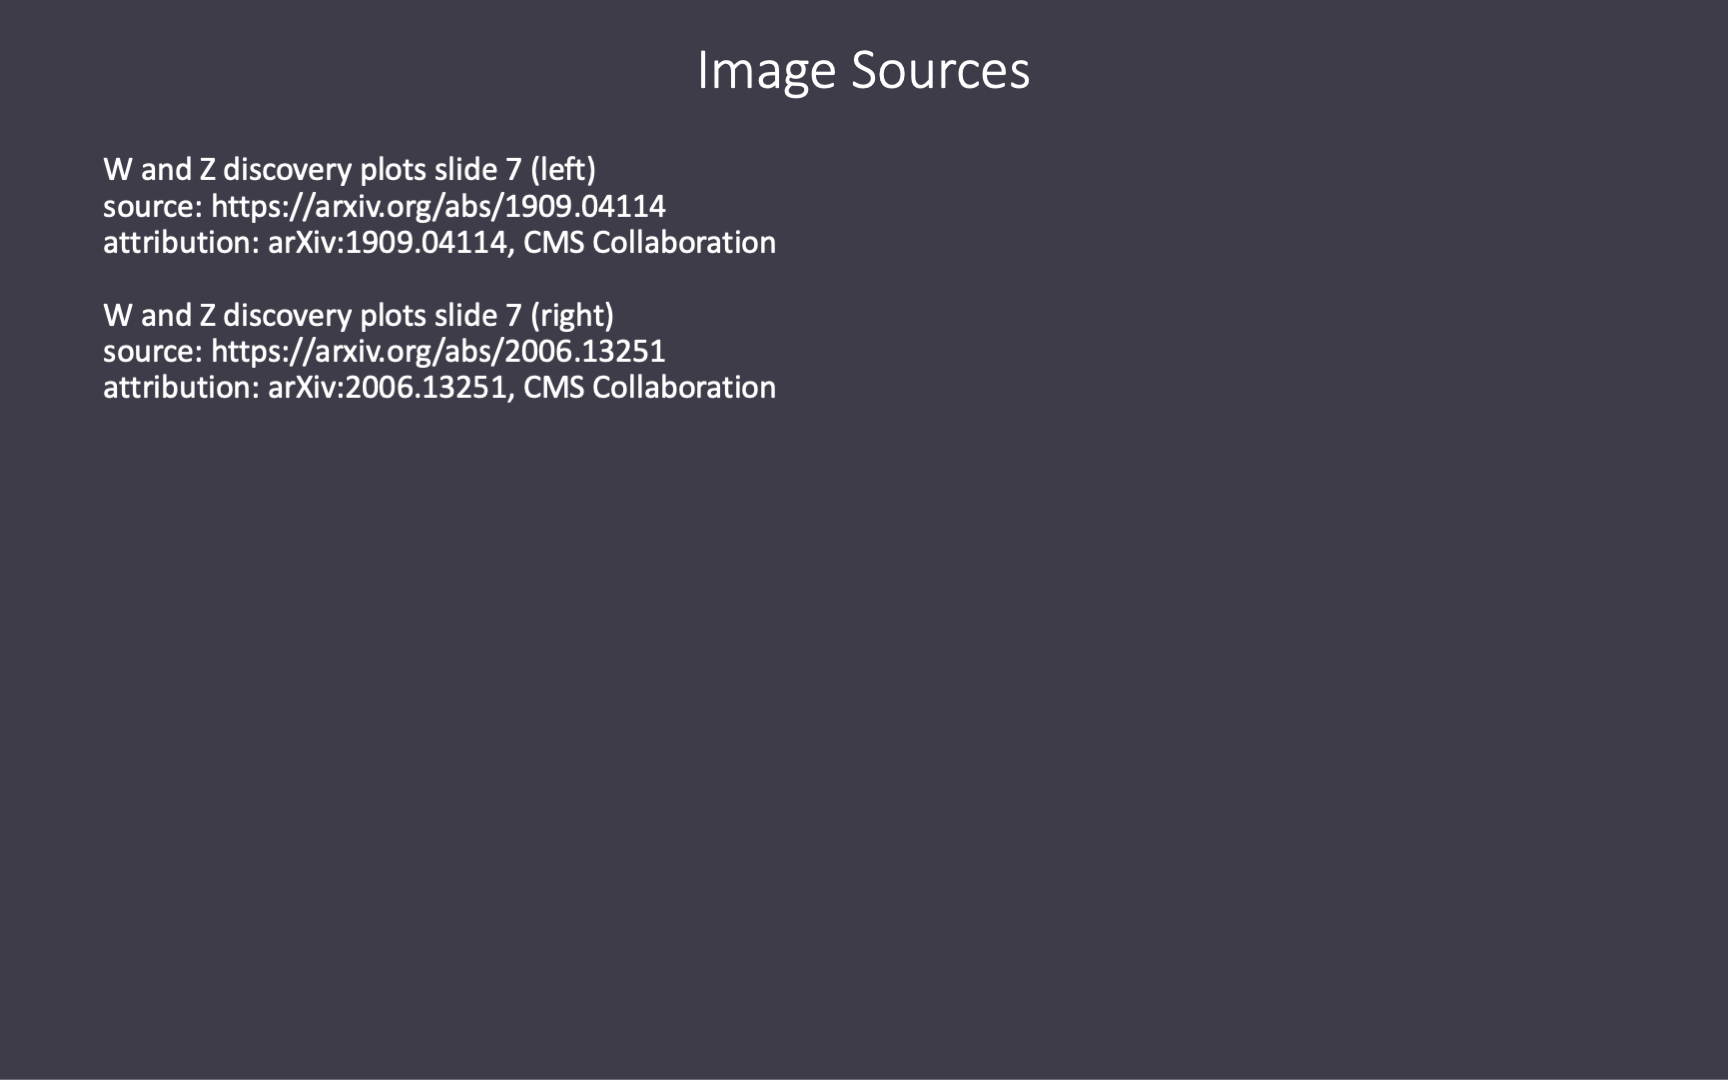 Image Sources
W and Z discovery plots slide 7 (left)
source: https://arxiv.org/abs/1909.04114
attribution: arXiv:1909.04114, CMS Collaboration
W and Z discovery plots slide 7 (right)
source: https://arxiv.org/abs/2006.13251
attribution: arXiv:2006.13251, CMS Collaboration